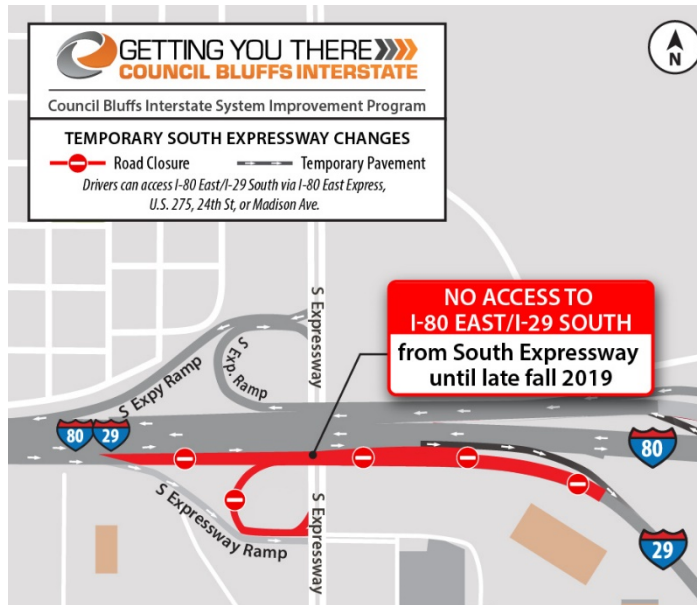 GETTING YOU THERE
COUNCIL BLUFFS INTERSTATE
Council Bluffs Interstate System Improvement Program
TEMPORARY SOUTH EXPRESSWAY CHANGES
Road Closure
Temporary Pavement
Drivers can access I-80 East/I-29 South via I-80 East Express,
U.S. 275, 24th St, or Madison Ave.
N
S Expressway
S Expy Ramp
S Exp. Ramp
NO ACCESS TO
I-80 EAST/I-29 SOUTH
from South Expressway
until late fall 2019
80
29
80
S Expressway Ramp
S Expressway
29